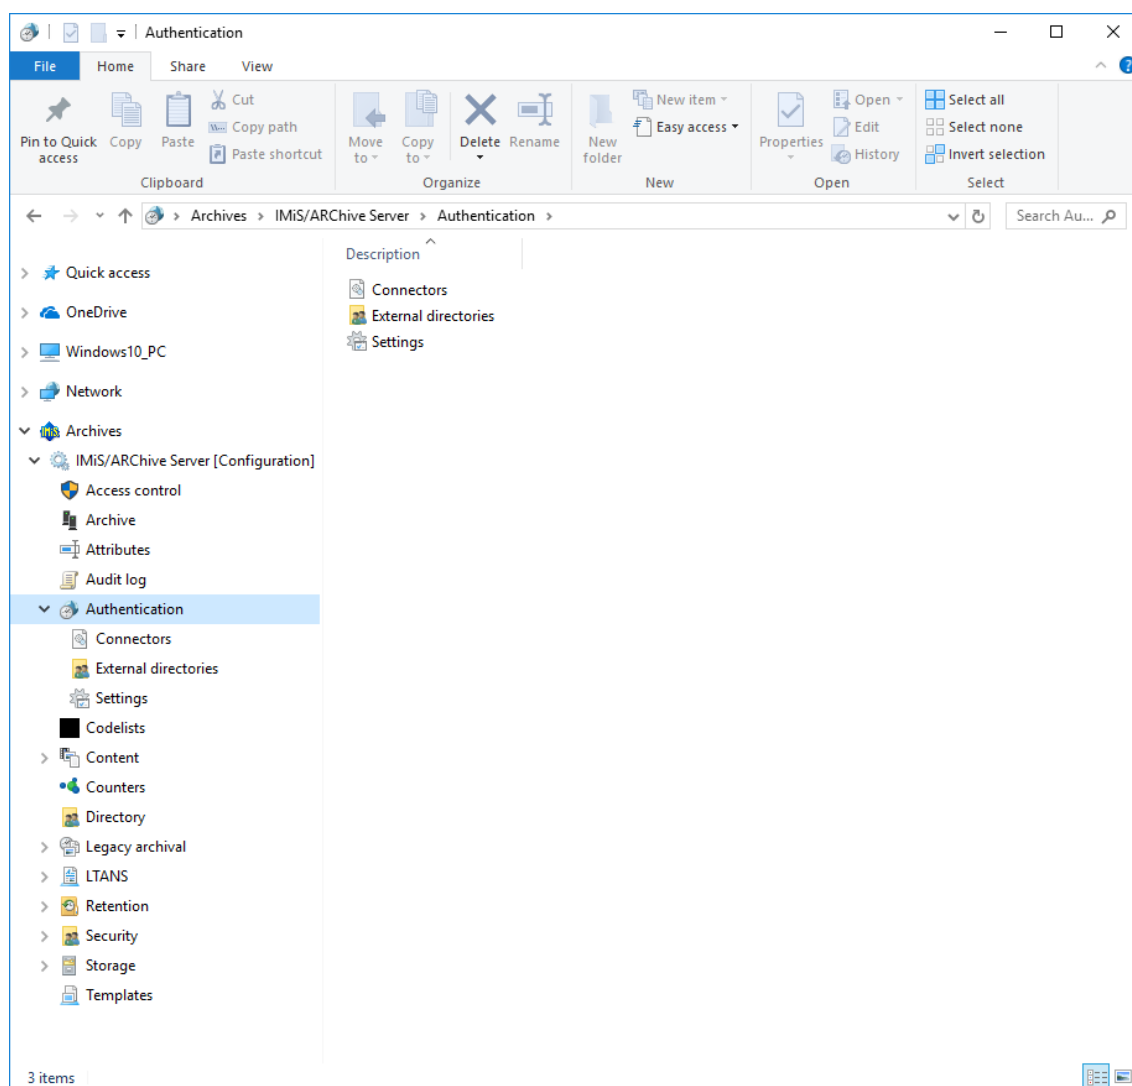 Authentication
File Home Share View
Pin to Quick access
Copy
Paste
Cut
Copy path
Paste shortcut
Clipboard
Move to
Copy to
Delete
Rename
Organize
New folder
New item
Easy access
New
Properties
Open
Edit
History
Open
Select all
Select none
Invert selection
Select
Archives > IMiS/ARChive Server > Authentication >
Search Au...
Description
Connectors
External directories
Settings
Quick access
OneDrive
Windows10_PC
Network
Archives
IMiS/ARChive Server [Configuration]
Access control
Archive
Attributes
Audit log
Authentication
Connectors
External directories
Settings
Codelists
Content
Counters
Directory
Legacy archival
LTANS
Retention
Security
Storage
Templates
3 items